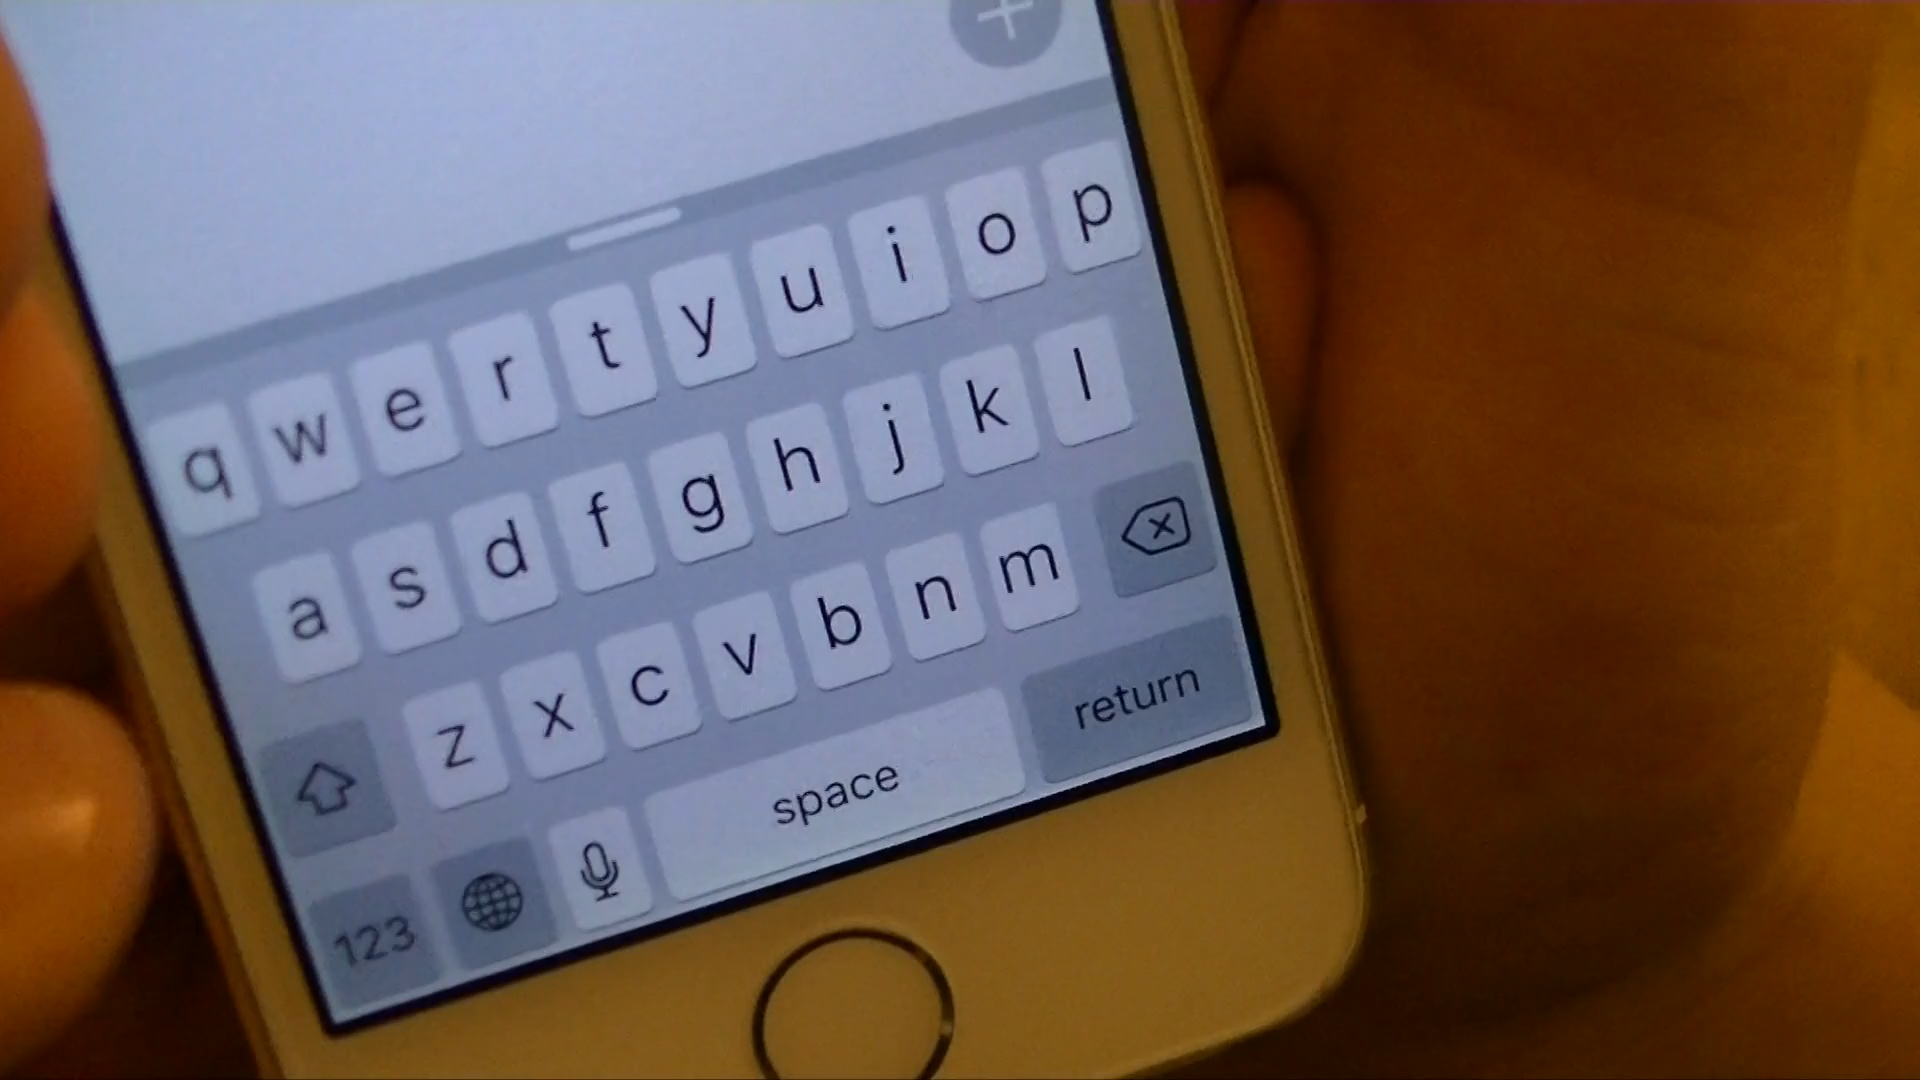 q w e r t y u i o p
a s d f g h j k l
z x c v b n m
123 space return